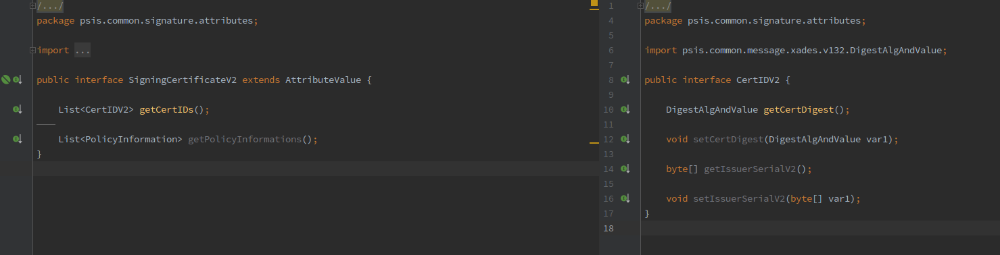 /.../
package psis.common.signature.attributes;
import ...
public interface SigningCertificateV2 extends AttributeValue {
List<CertIDV2> getCertIDs();
List<PolicyInformation> getPolicyInformations();
}
1 /.../
4 package psis.common.signature.attributes;
5
6 import psis.common.message.xades.v132.DigestAlgAndValue;
7
8 public interface CertIDV2 {
9
10 DigestAlgAndValue getCertDigest();
11
12 void setCertDigest(DigestAlgAndValue var1);
13
14 byte[] getIssuerSerialV2();
15
16 void setIssuerSerialV2(byte[] var1);
17 }
18